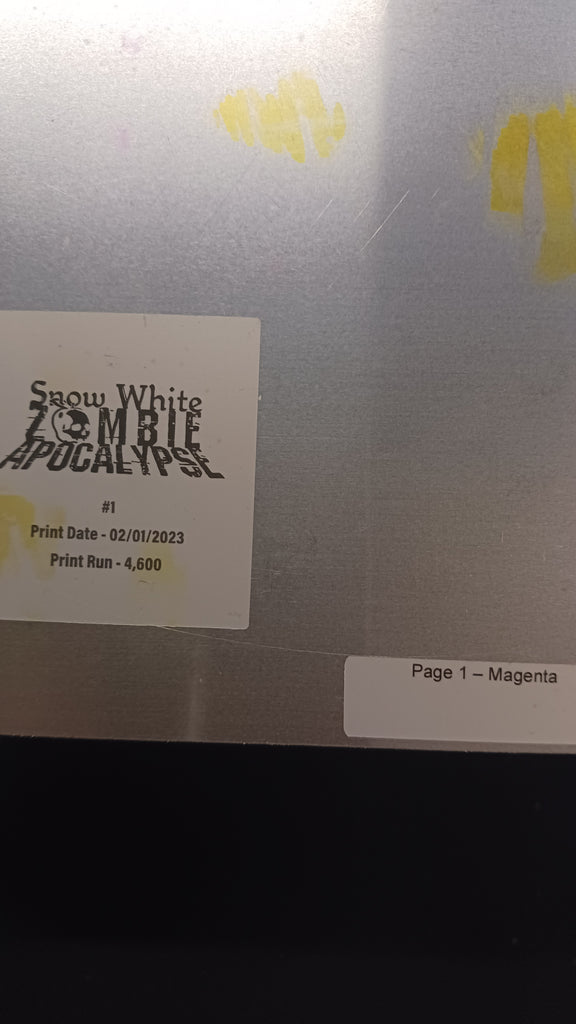 Snow White
ZOMBIE
APOCALYPSE
#1
Print Date - 02/01/2023
Print Run - 4,600
Page 1 – Magenta